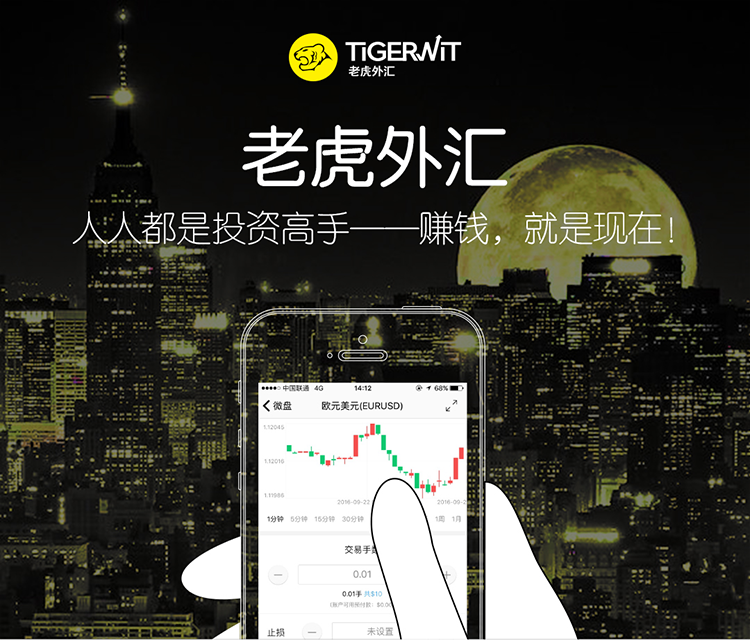 TiGERWiT
老虎外汇
老虎外汇
人人都是投资高手——赚钱，就是现在！
中国联通 4G 14:12 68%
微盘 欧元美元(EURUSD)
1.12045
1.12016
1.11986
2016-09-22
1分钟 5分钟 15分钟 30分钟 1周 1月
交易手
0.01
0.01手 共$10
止损 未设置